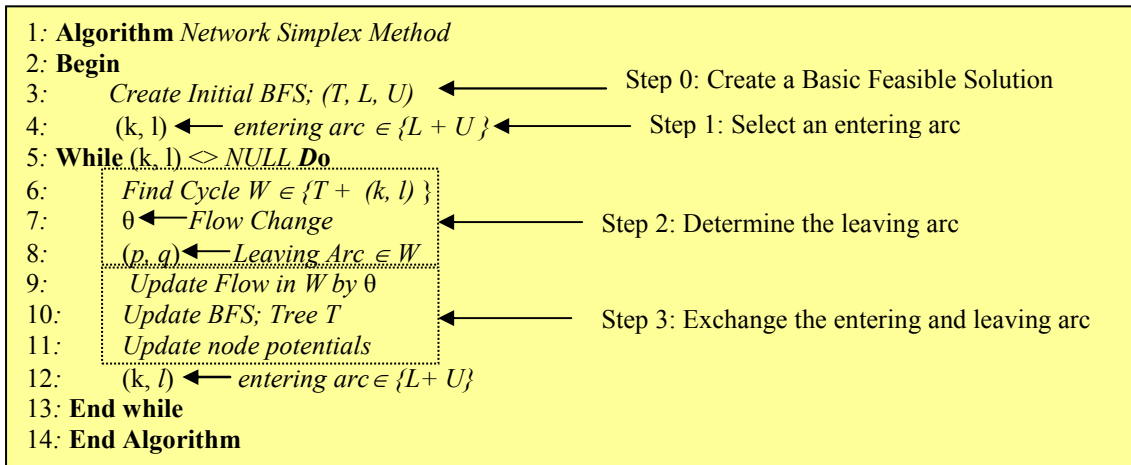 1: Algorithm Network Simplex Method
2: Begin
3: Create Initial BFS; (T, L, U)
Step 0: Create a Basic Feasible Solution
4: (k, l) ← entering arc ∈ {L + U }
Step 1: Select an entering arc
5: While (k, l) <> NULL Do
6: Find Cycle W ∈ {T + (k, l) }
7: θ ← Flow Change
Step 2: Determine the leaving arc
8: (p, q) ← Leaving Arc ∈ W
9: Update Flow in W by θ
10: Update BFS; Tree T
Step 3: Exchange the entering and leaving arc
11: Update node potentials
12: (k, l) ← entering arc ∈ {L+ U}
13: End while
14: End Algorithm